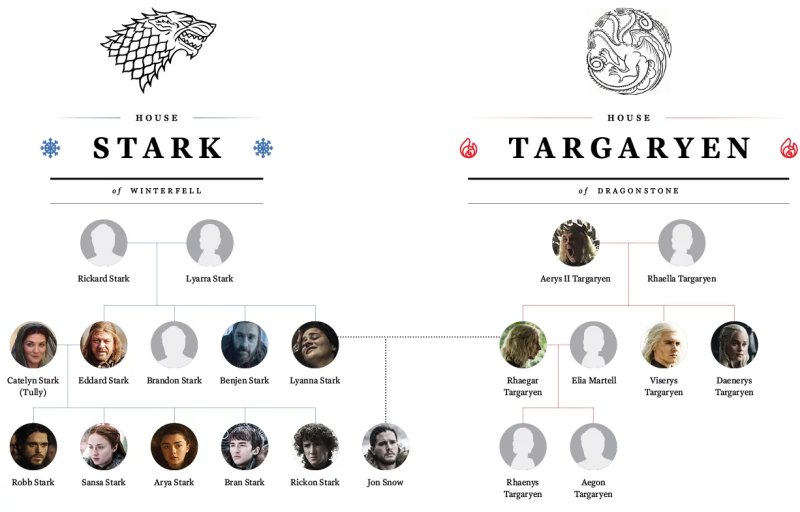 HOUSE
STARK
of WINTERFELL
Rickard Stark
Lyarra Stark
Catelyn Stark
(Tully)
Eddard Stark
Brandon Stark
Benjen Stark
Lyanna Stark
Robb Stark
Sansa Stark
Arya Stark
Bran Stark
Rickon Stark
Jon Snow
HOUSE
TARGARYEN
of DRAGONSTONE
Aerys II Targaryen
Rhaella Targaryen
Rhaegar
Targaryen
Elia Martell
Viserys
Targaryen
Daenerys
Targaryen
Rhaenys
Targaryen
Aegon
Targaryen